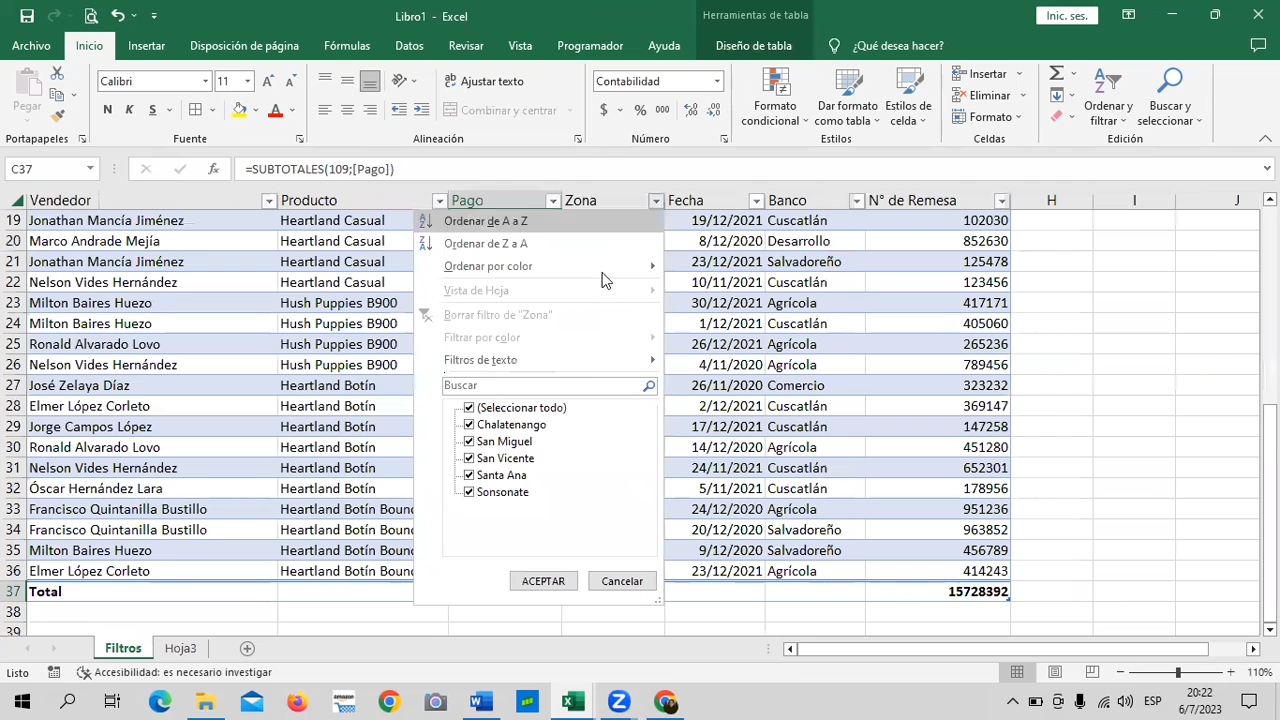 Libro1 - Excel
Herramientas de tabla
Inic. ses.
Archivo Inicio Insertar Disposición de página Fórmulas Datos Revisar Vista Programador Ayuda Diseño de tabla ¿Qué desea hacer?
Pegar
Calibri 11
N K S
Ajustar texto
Combinar y centrar
Contabilidad
$ % 000
Formato condicional
Dar formato como tabla
Estilos de celda
Insertar
Eliminar
Formato
Ordenar y filtrar
Buscar y seleccionar
Portapapeles Fuente Alineación Número Estilos Celdas Edición
C37 fx =SUBTOTALES(109;[Pago])
Vendedor Producto Pago Zona Fecha Banco N° de Remesa H I J
19 Jonathan Mancía Jiménez Heartland Casual 19/12/2021 Cuscatlán 102030
20 Marco Andrade Mejía Heartland Casual 8/12/2020 Desarrollo 852630
21 Jonathan Mancía Jiménez Heartland Casual 23/12/2021 Salvadoreño 125478
22 Nelson Vides Hernández Heartland Casual 10/11/2021 Cuscatlán 123456
23 Milton Baires Huezo Hush Puppies B900 30/12/2021 Agrícola 417171
24 Milton Baires Huezo Hush Puppies B900 1/12/2021 Cuscatlán 405060
25 Ronald Alvarado Lovo Hush Puppies B900 26/12/2021 Agrícola 265236
26 Nelson Vides Hernández Hush Puppies B900 4/11/2020 Agrícola 789456
27 José Zelaya Díaz Heartland Botín 26/11/2020 Comercio 323232
28 Elmer López Corleto Heartland Botín 2/12/2021 Cuscatlán 369147
29 Jorge Campos López Heartland Botín 17/12/2021 Cuscatlán 147258
30 Ronald Alvarado Lovo Heartland Botín 14/12/2020 Agrícola 451280
31 Nelson Vides Hernández Heartland Botín 24/11/2021 Cuscatlán 652301
32 Óscar Hernández Lara Heartland Botín 5/11/2021 Cuscatlán 178956
33 Francisco Quintanilla Bustillo Heartland Botín Boun 24/12/2020 Agrícola 951236
34 Francisco Quintanilla Bustillo Heartland Botín Boun 20/12/2020 Salvadoreño 963852
35 Milton Baires Huezo Heartland Botín Boun 9/12/2020 Salvadoreño 456789
36 Elmer López Corleto Heartland Botín Boun 23/12/2021 Agrícola 414243
37 Total 15728392
38
39
Ordenar de A a Z
Ordenar de Z a A
Ordenar por color
Vista de Hoja
Borrar filtro de "Zona"
Filtrar por color
Filtros de texto
Buscar
(Seleccionar todo)
Chalatenango
San Miguel
San Vicente
Santa Ana
Sonsonate
ACEPTAR Cancelar
Filtros Hoja3
Listo Accesibilidad: es necesario investigar 110%
amazon
ESP
20:22
6/7/2023